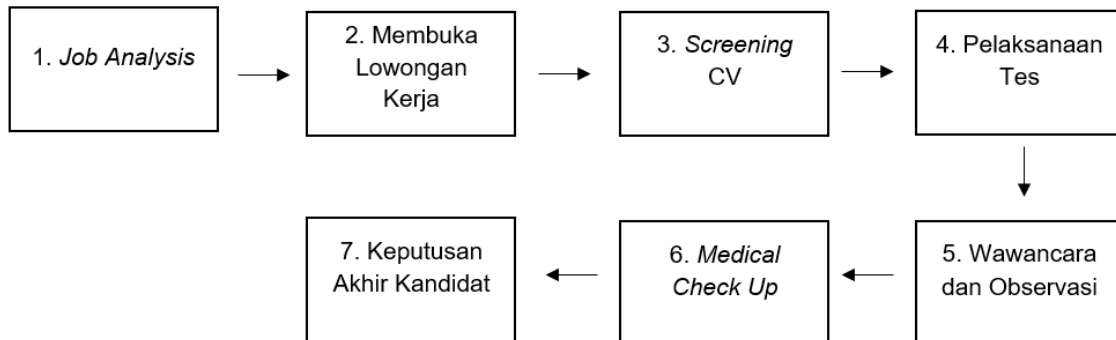 1. Job Analysis
2. Membuka
Lowongan
Kerja
3. Screening
CV
4. Pelaksanaan
Tes
5. Wawancara
dan Observasi
6. Medical
Check Up
7. Keputusan
Akhir Kandidat